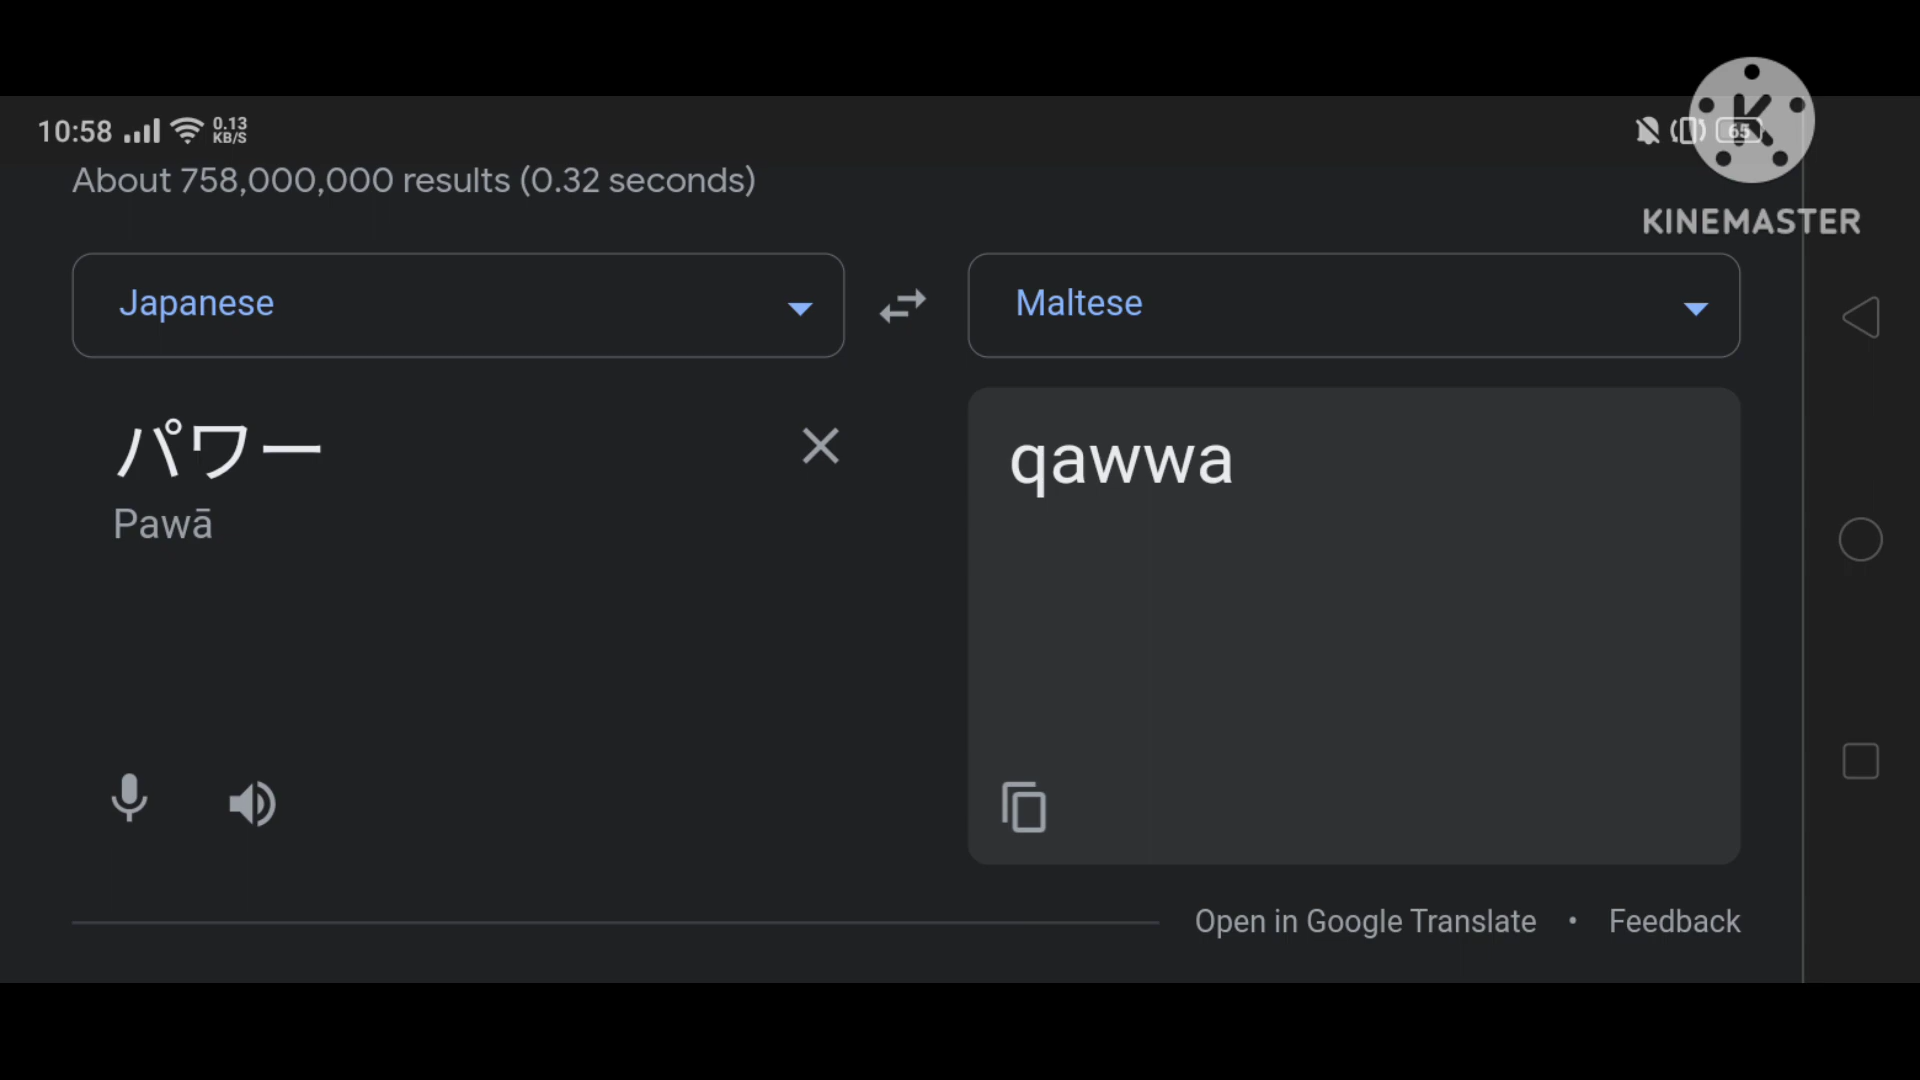 10:58 0.13 KB/S 65
K
KINEMASTER
About 758,000,000 results (0.32 seconds)
Japanese Maltese
パワー qawwa
Pawā
Open in Google Translate • Feedback